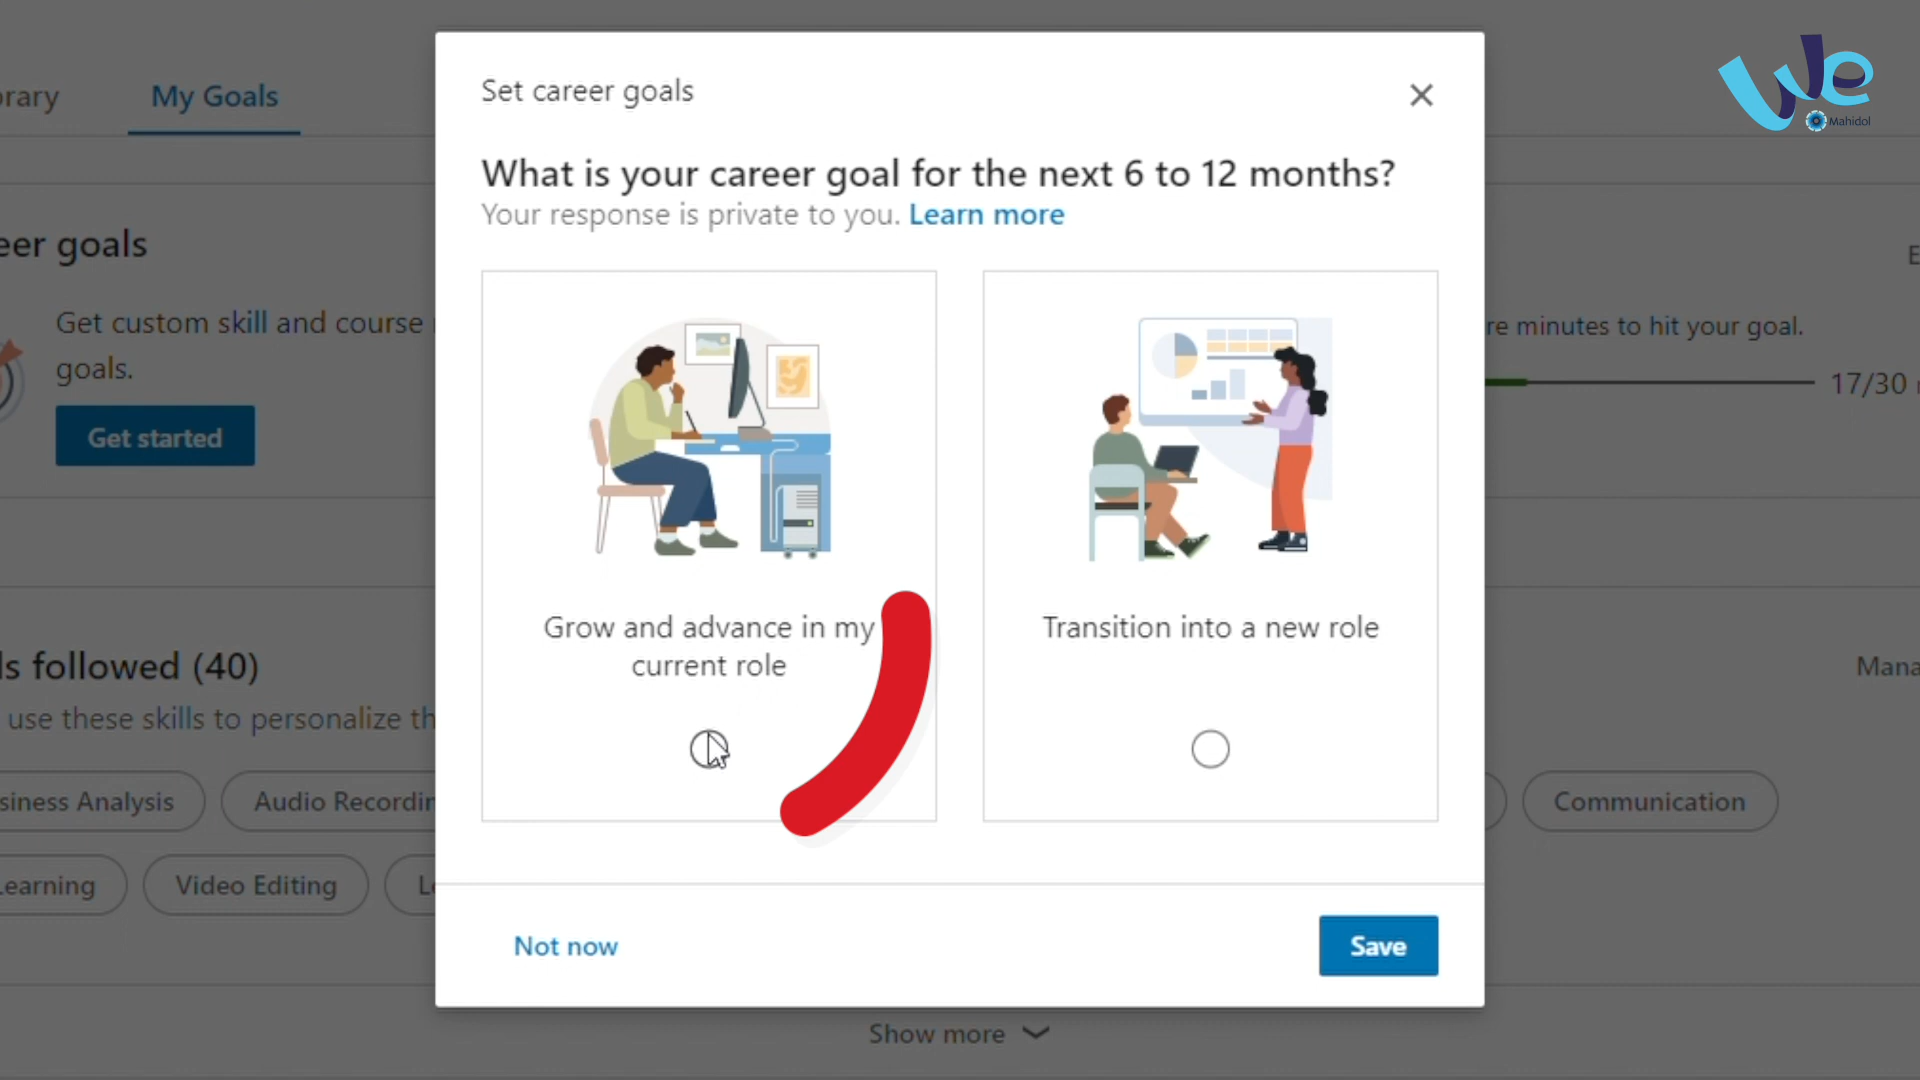 brary
My Goals
We
Mahidol
Set career goals
What is your career goal for the next 6 to 12 months?
Your response is private to you. Learn more
eer goals
Get custom skill and course
goals.
Get started
re minutes to hit your goal.
17/30
Grow and advance in my
current role
Transition into a new role
ls followed (40)
Mana
use these skills to personalize th
siness Analysis
Audio Recordin
Communication
Learning
Video Editing
Not now
Save
Show more